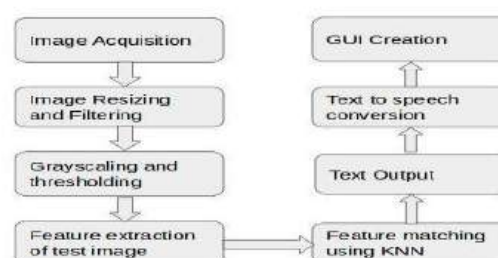 Image Acquisition
Image Resizing
and Filtering
Grayscaling and
thresholding
Feature extraction
of test image
Feature matching
using KNN
Text Output
Text to speech
conversion
GUI Creation